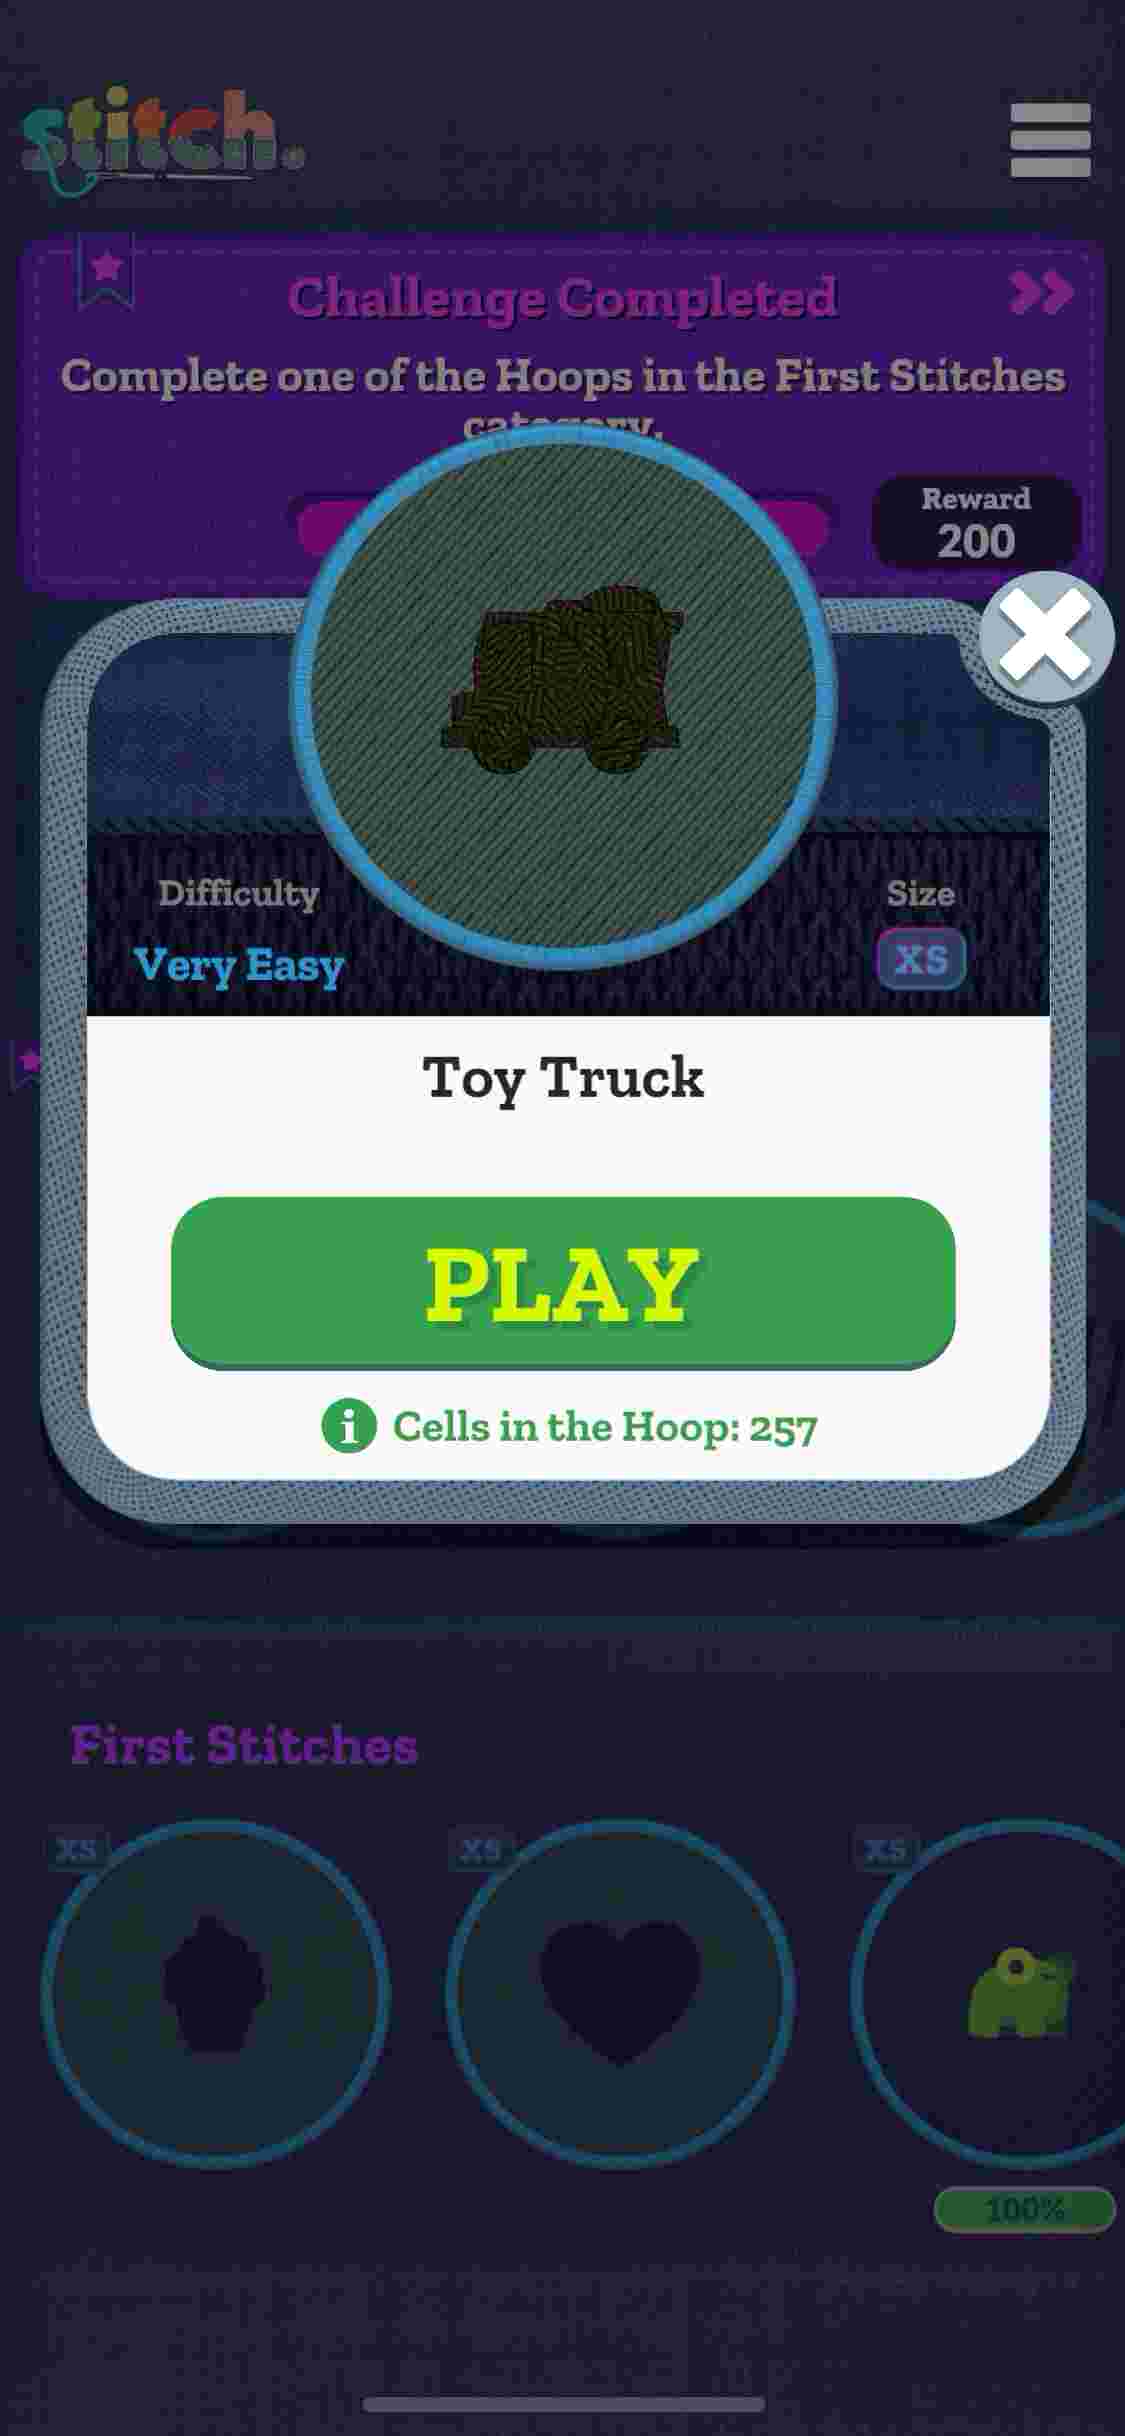 stitch.
Challenge Completed
Complete one of the Hoops in the First Stitches
category.
Reward
200
Difficulty
Very Easy
Size
XS
Toy Truck
PLAY
i Cells in the Hoop: 257
First Stitches
XS
XS
XS
100%